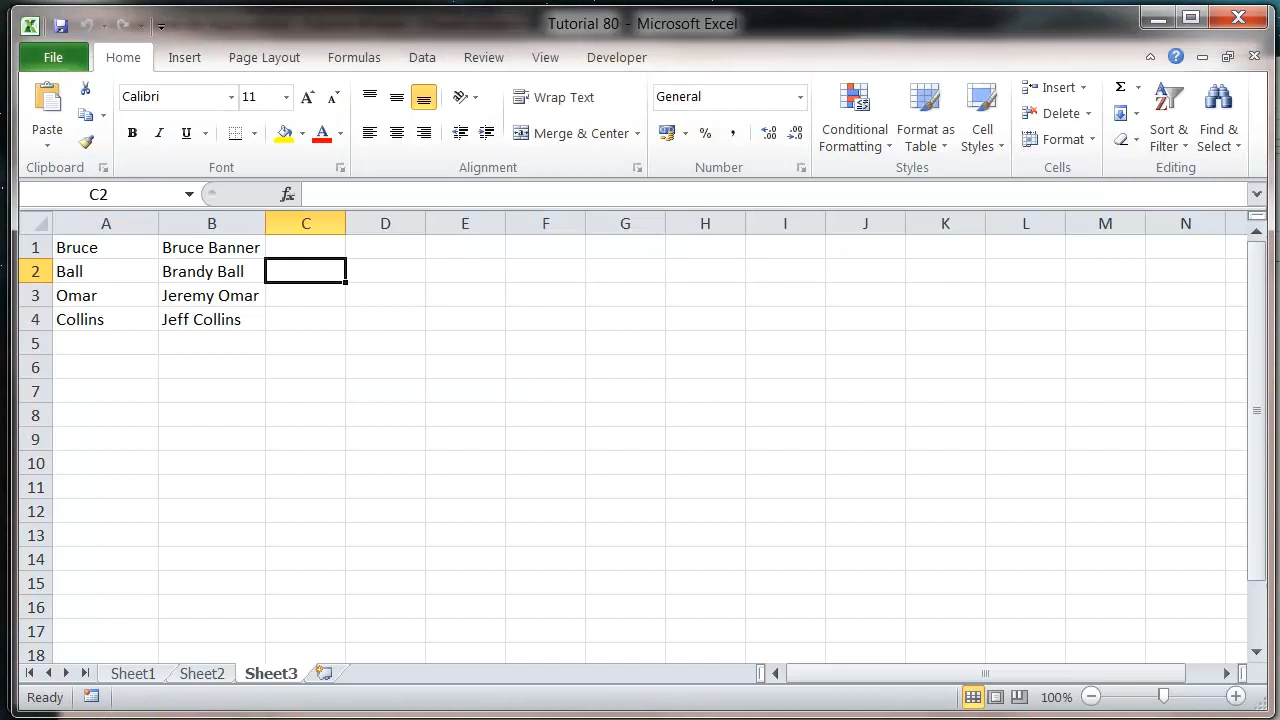 Tutorial 80 - Microsoft Excel
File Home Insert Page Layout Formulas Data Review View Developer
Calibri 11 Wrap Text General Insert Σ
Paste B I U A Merge & Center % , Conditional Formatting Format as Table Cell Styles Delete Format A Z Sort & Filter Find & Select
Clipboard Font Alignment Number Styles Cells Editing
C2 fx
A B C D E F G H I J K L M N
1 Bruce Bruce Banner
2 Ball Brandy Ball
3 Omar Jeremy Omar
4 Collins Jeff Collins
5
6
7
8
9
10
11
12
13
14
15
16
17
18
Sheet1 Sheet2 Sheet3
Ready 100%